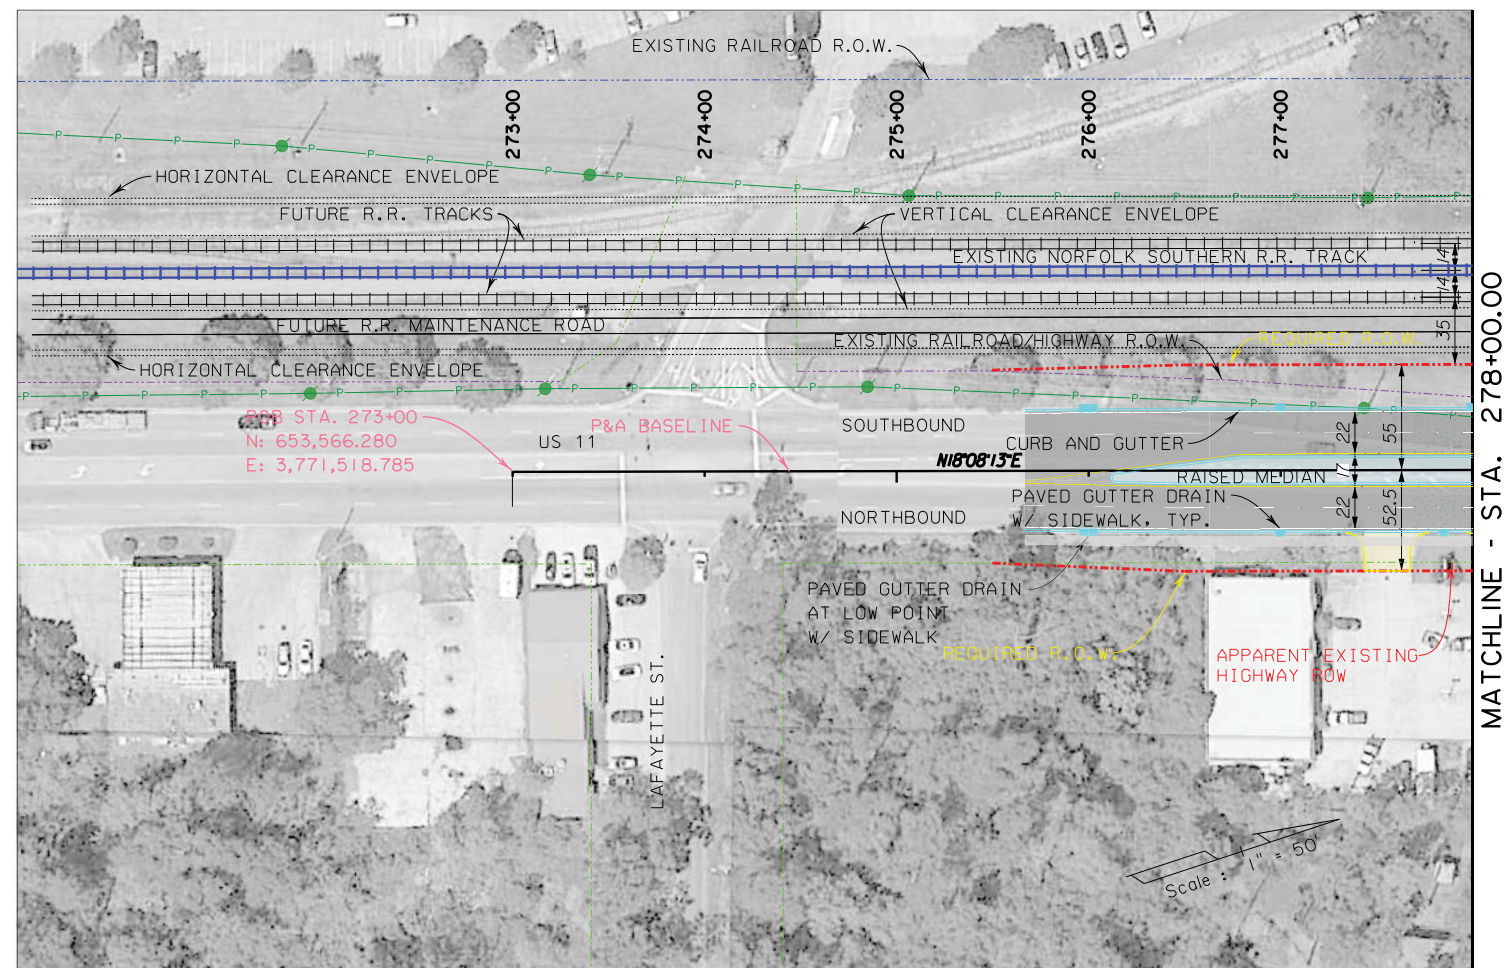 EXISTING RAILROAD R.O.W.
273+00
274+00
275+00
276+00
277+00
HORIZONTAL CLEARANCE ENVELOPE
FUTURE R.R. TRACKS
VERTICAL CLEARANCE ENVELOPE
EXISTING NORFOLK SOUTHERN R.R. TRACK
14
14
35
FUTURE R.R. MAINTENANCE ROAD
EXISTING RAILROAD/HIGHWAY R.O.W.
REQUIRED R.O.W.
HORIZONTAL CLEARANCE ENVELOPE
P P P P P P P P P P
POB STA. 273+00
N: 653,566.280
E: 3,771,518.785
US 11
P&A BASELINE
SOUTHBOUND
CURB AND GUTTER
22
55
N18°08'13"E
RAISED MEDIAN
17
PAVED GUTTER DRAIN
W/ SIDEWALK, TYP.
22
52.5
NORTHBOUND
PAVED GUTTER DRAIN
AT LOW POINT
W/ SIDEWALK
REQUIRED R.O.W.
APPARENT EXISTING
HIGHWAY ROW
LAFAYETTE ST.
Scale : 1" = 50'
MATCHLINE - STA. 278+00.00